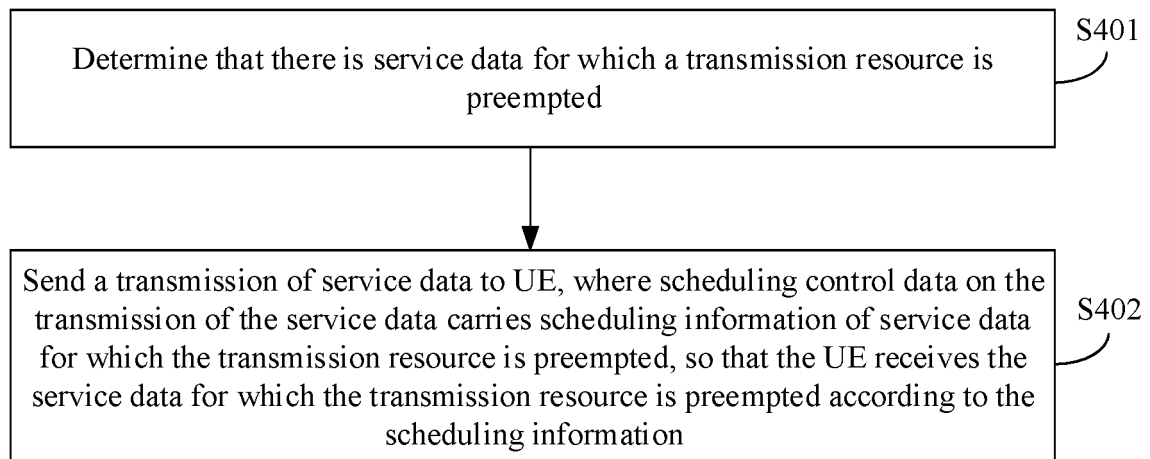 Determine that there is service data for which a transmission resource is
preempted
S401
Send a transmission of service data to UE, where scheduling control data on the
transmission of the service data carries scheduling information of service data
for which the transmission resource is preempted, so that the UE receives the
service data for which the transmission resource is preempted according to the
scheduling information
S402